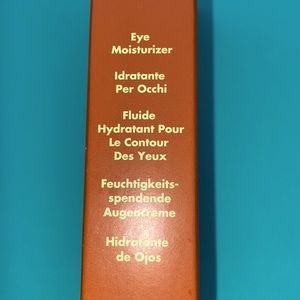 Eye
Moisturizer
Idratante
Per Occhi
Fluide
Hydratant Pour
Le Contour
Des Yeux
Feuchtigkeits-
spendende
Augencreme
Hidratante
de Ojos